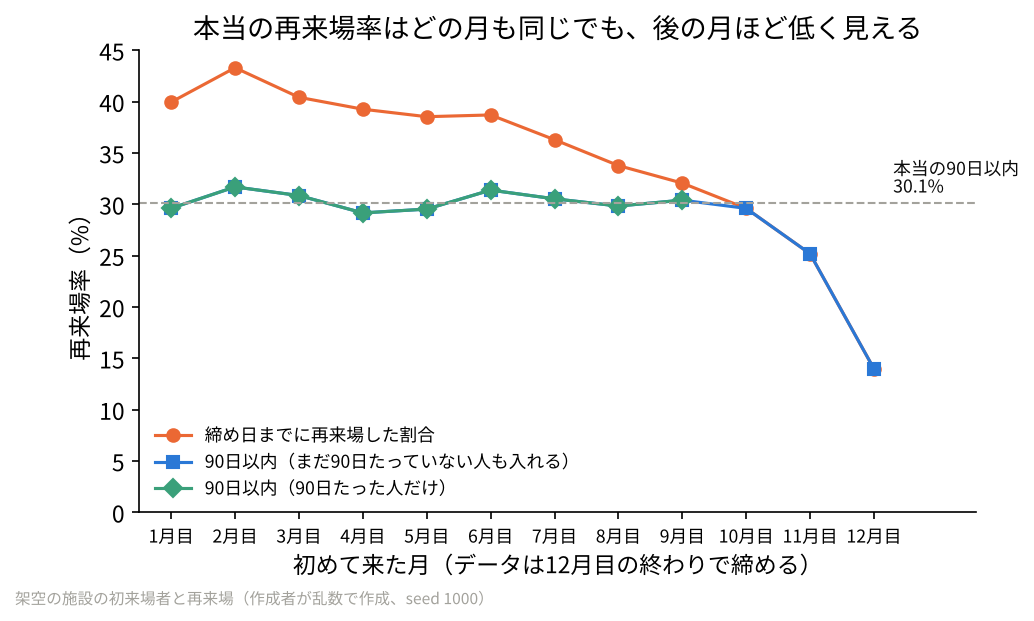 本当の再来場率はどの月も同じでも、後の月ほど低く見える
45
40
35
30
25
20
15
10
5
0
再来場率（%）
本当の90日以内
30.1%
締め日までに再来場した割合
90日以内（まだ90日たっていない人も入れる）
90日以内（90日たった人だけ）
1月目 2月目 3月目 4月目 5月目 6月目 7月目 8月目 9月目 10月目 11月目 12月目
初めて来た月（データは12月目の終わりで締める）
架空の施設の初来場者と再来場（作成者が乱数で作成、seed 1000）